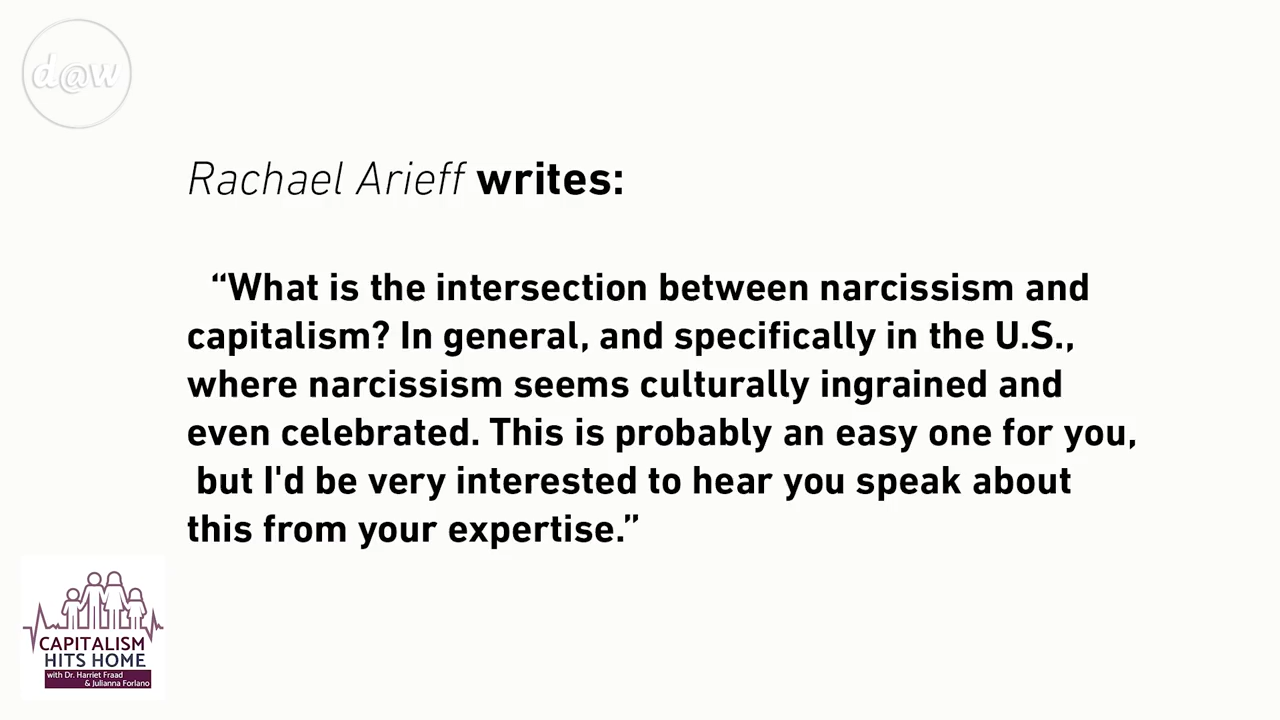 d@w
Rachael Arieff writes:
“What is the intersection between narcissism and
capitalism? In general, and specifically in the U.S.,
where narcissism seems culturally ingrained and
even celebrated. This is probably an easy one for you,
but I'd be very interested to hear you speak about
this from your expertise.”
CAPITALISM
HITS HOME
with Dr. Harriet Fraad
& Julianna Forlano